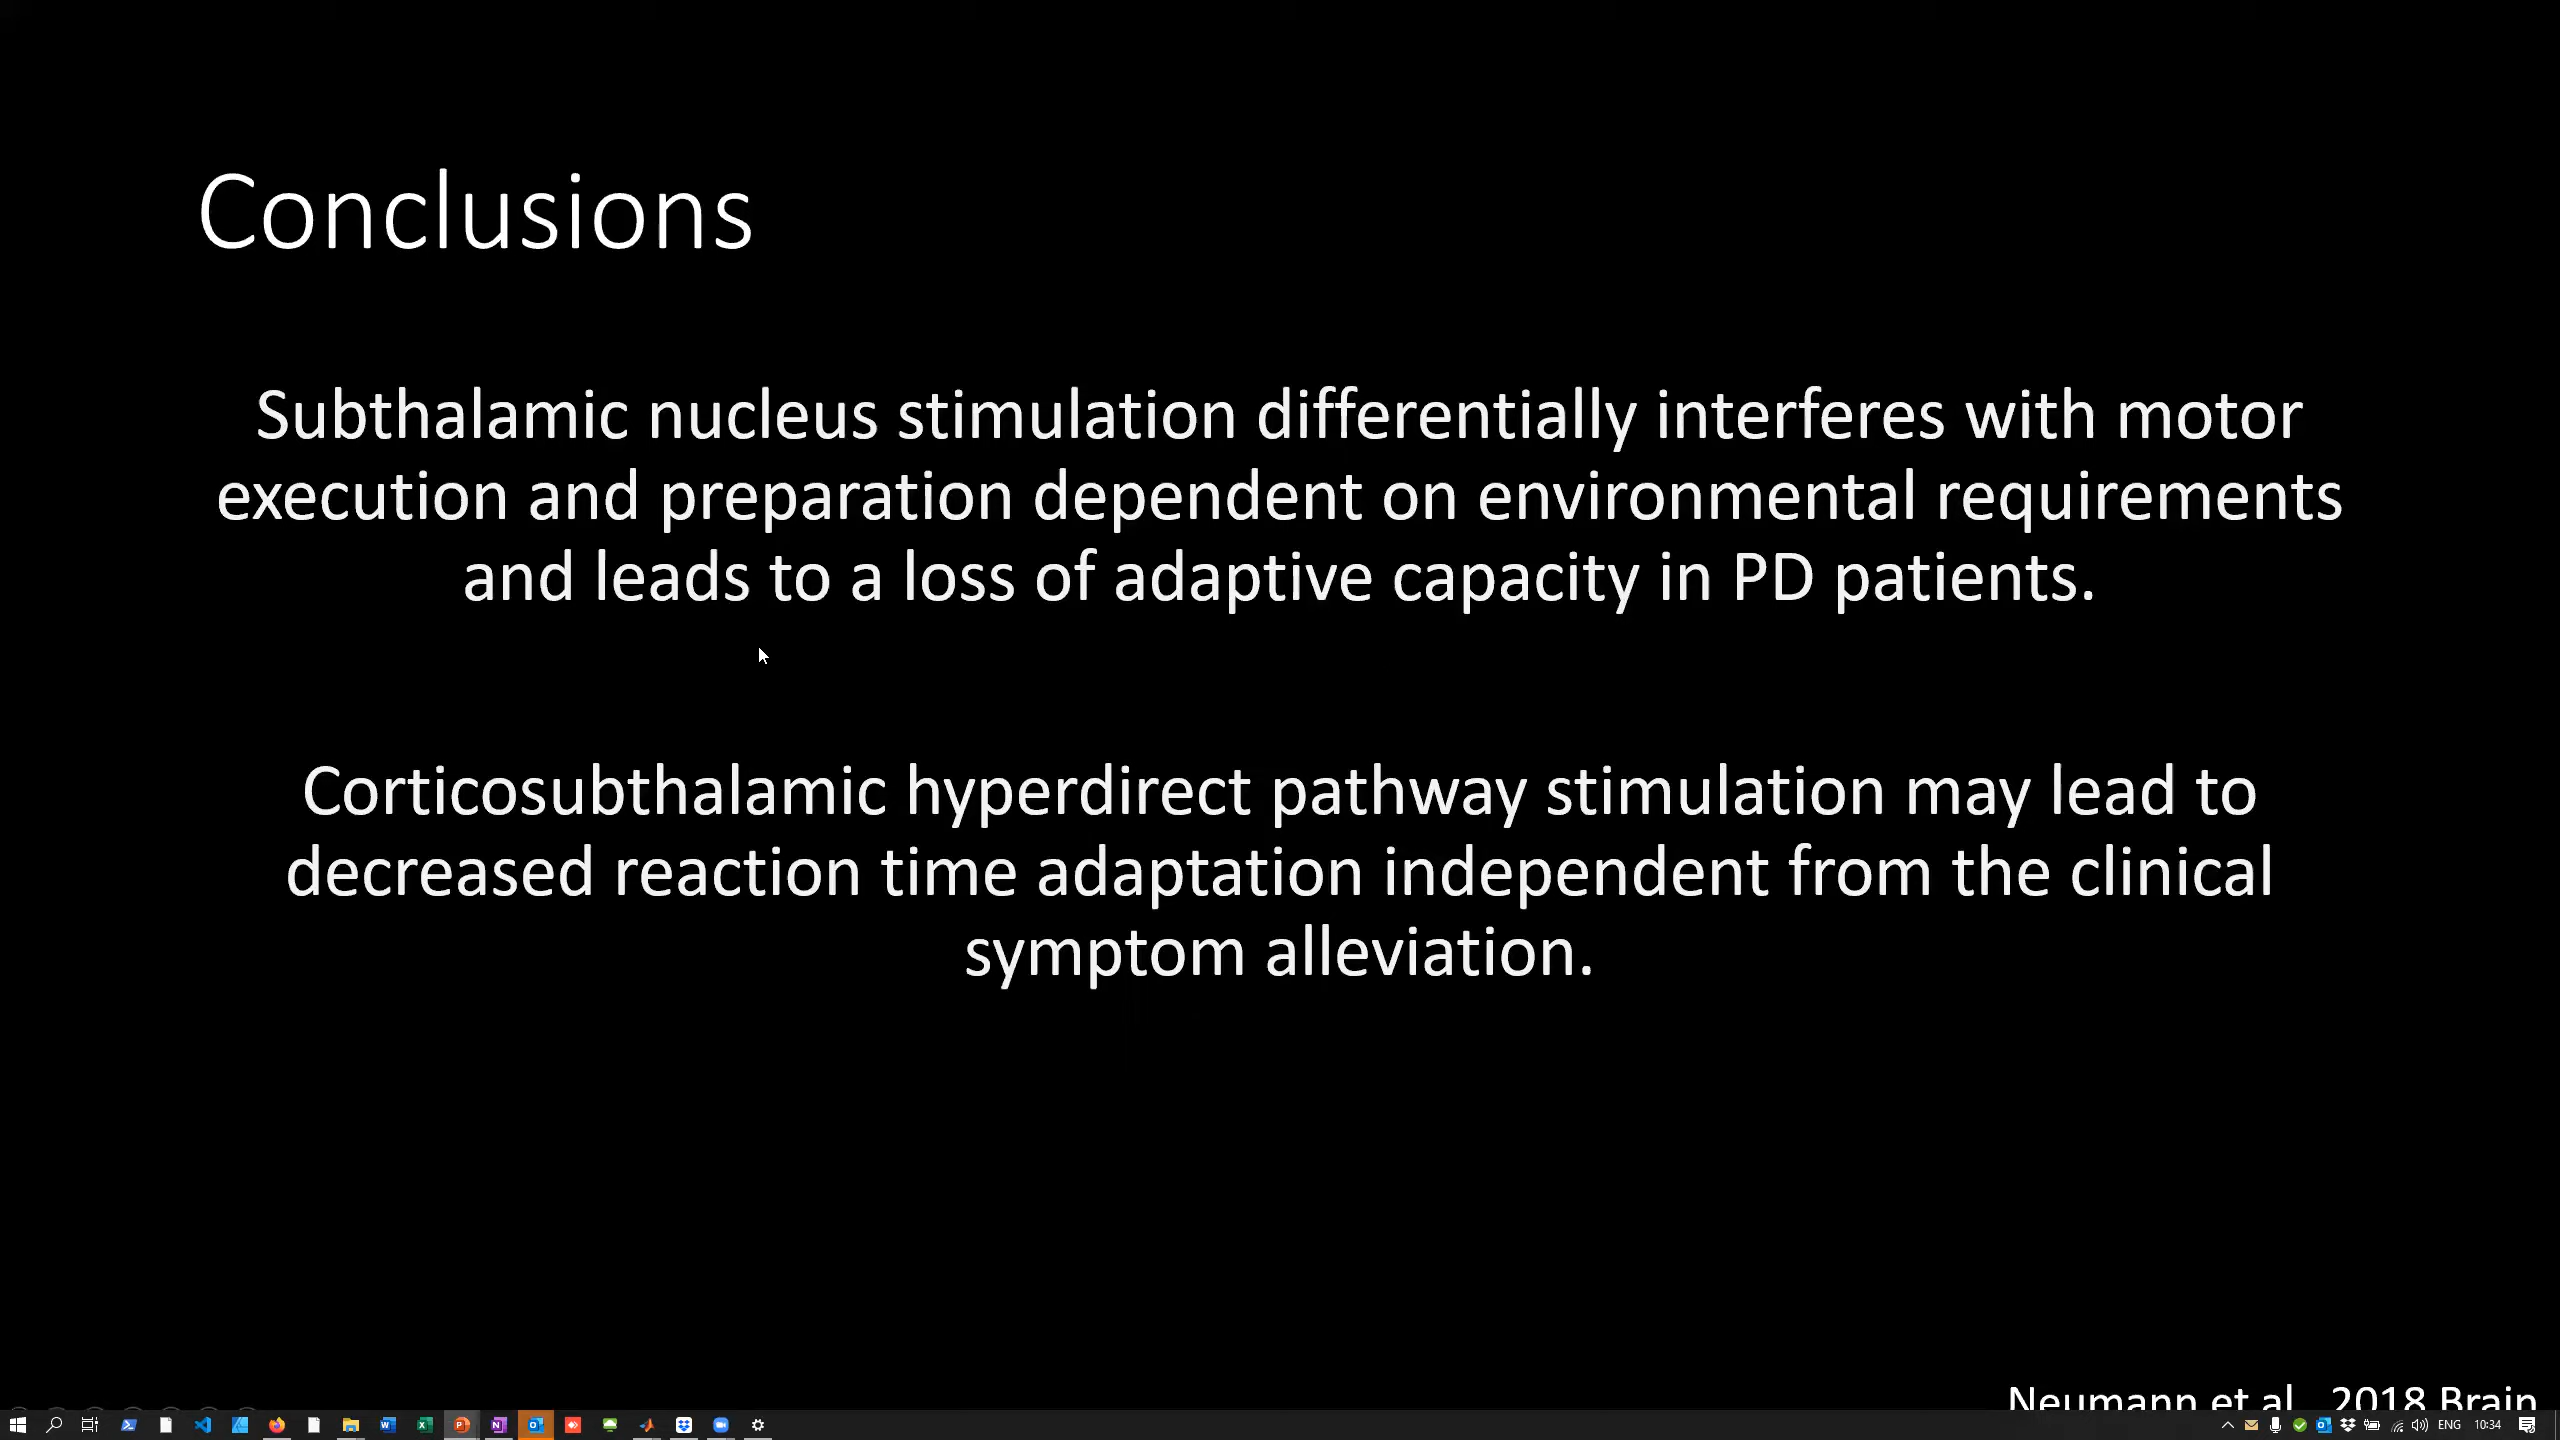 Conclusions
Subthalamic nucleus stimulation differentially interferes with motor
execution and preparation dependent on environmental requirements
and leads to a loss of adaptive capacity in PD patients.
Corticosubthalamic hyperdirect pathway stimulation may lead to
decreased reaction time adaptation independent from the clinical
symptom alleviation.
Neumann et al., 2018 Brain
ENG 10:34